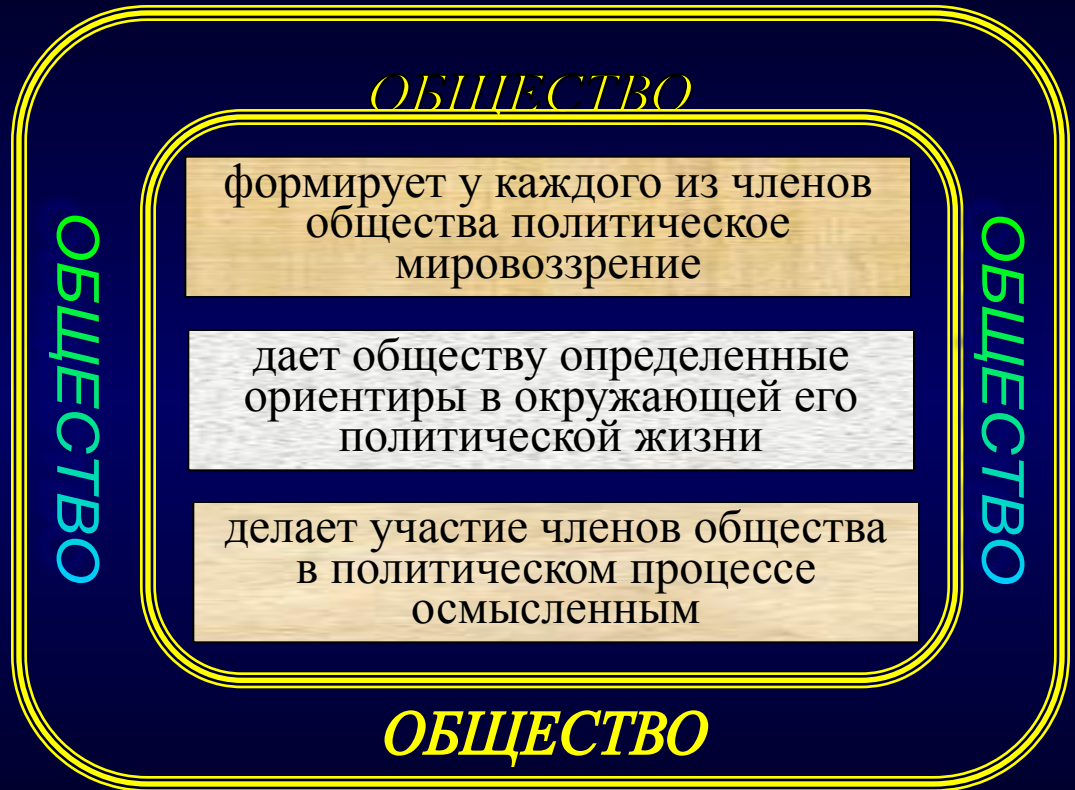 ОБЩЕСТВО
формирует у каждого из членов
общества политическое
мировоззрение
ОБЩЕСТВО
ОБЩЕСТВО
дает обществу определенные
ориентиры в окружающей его
политической жизни
делает участие членов общества
в политическом процессе
осмысленным
ОБЩЕСТВО